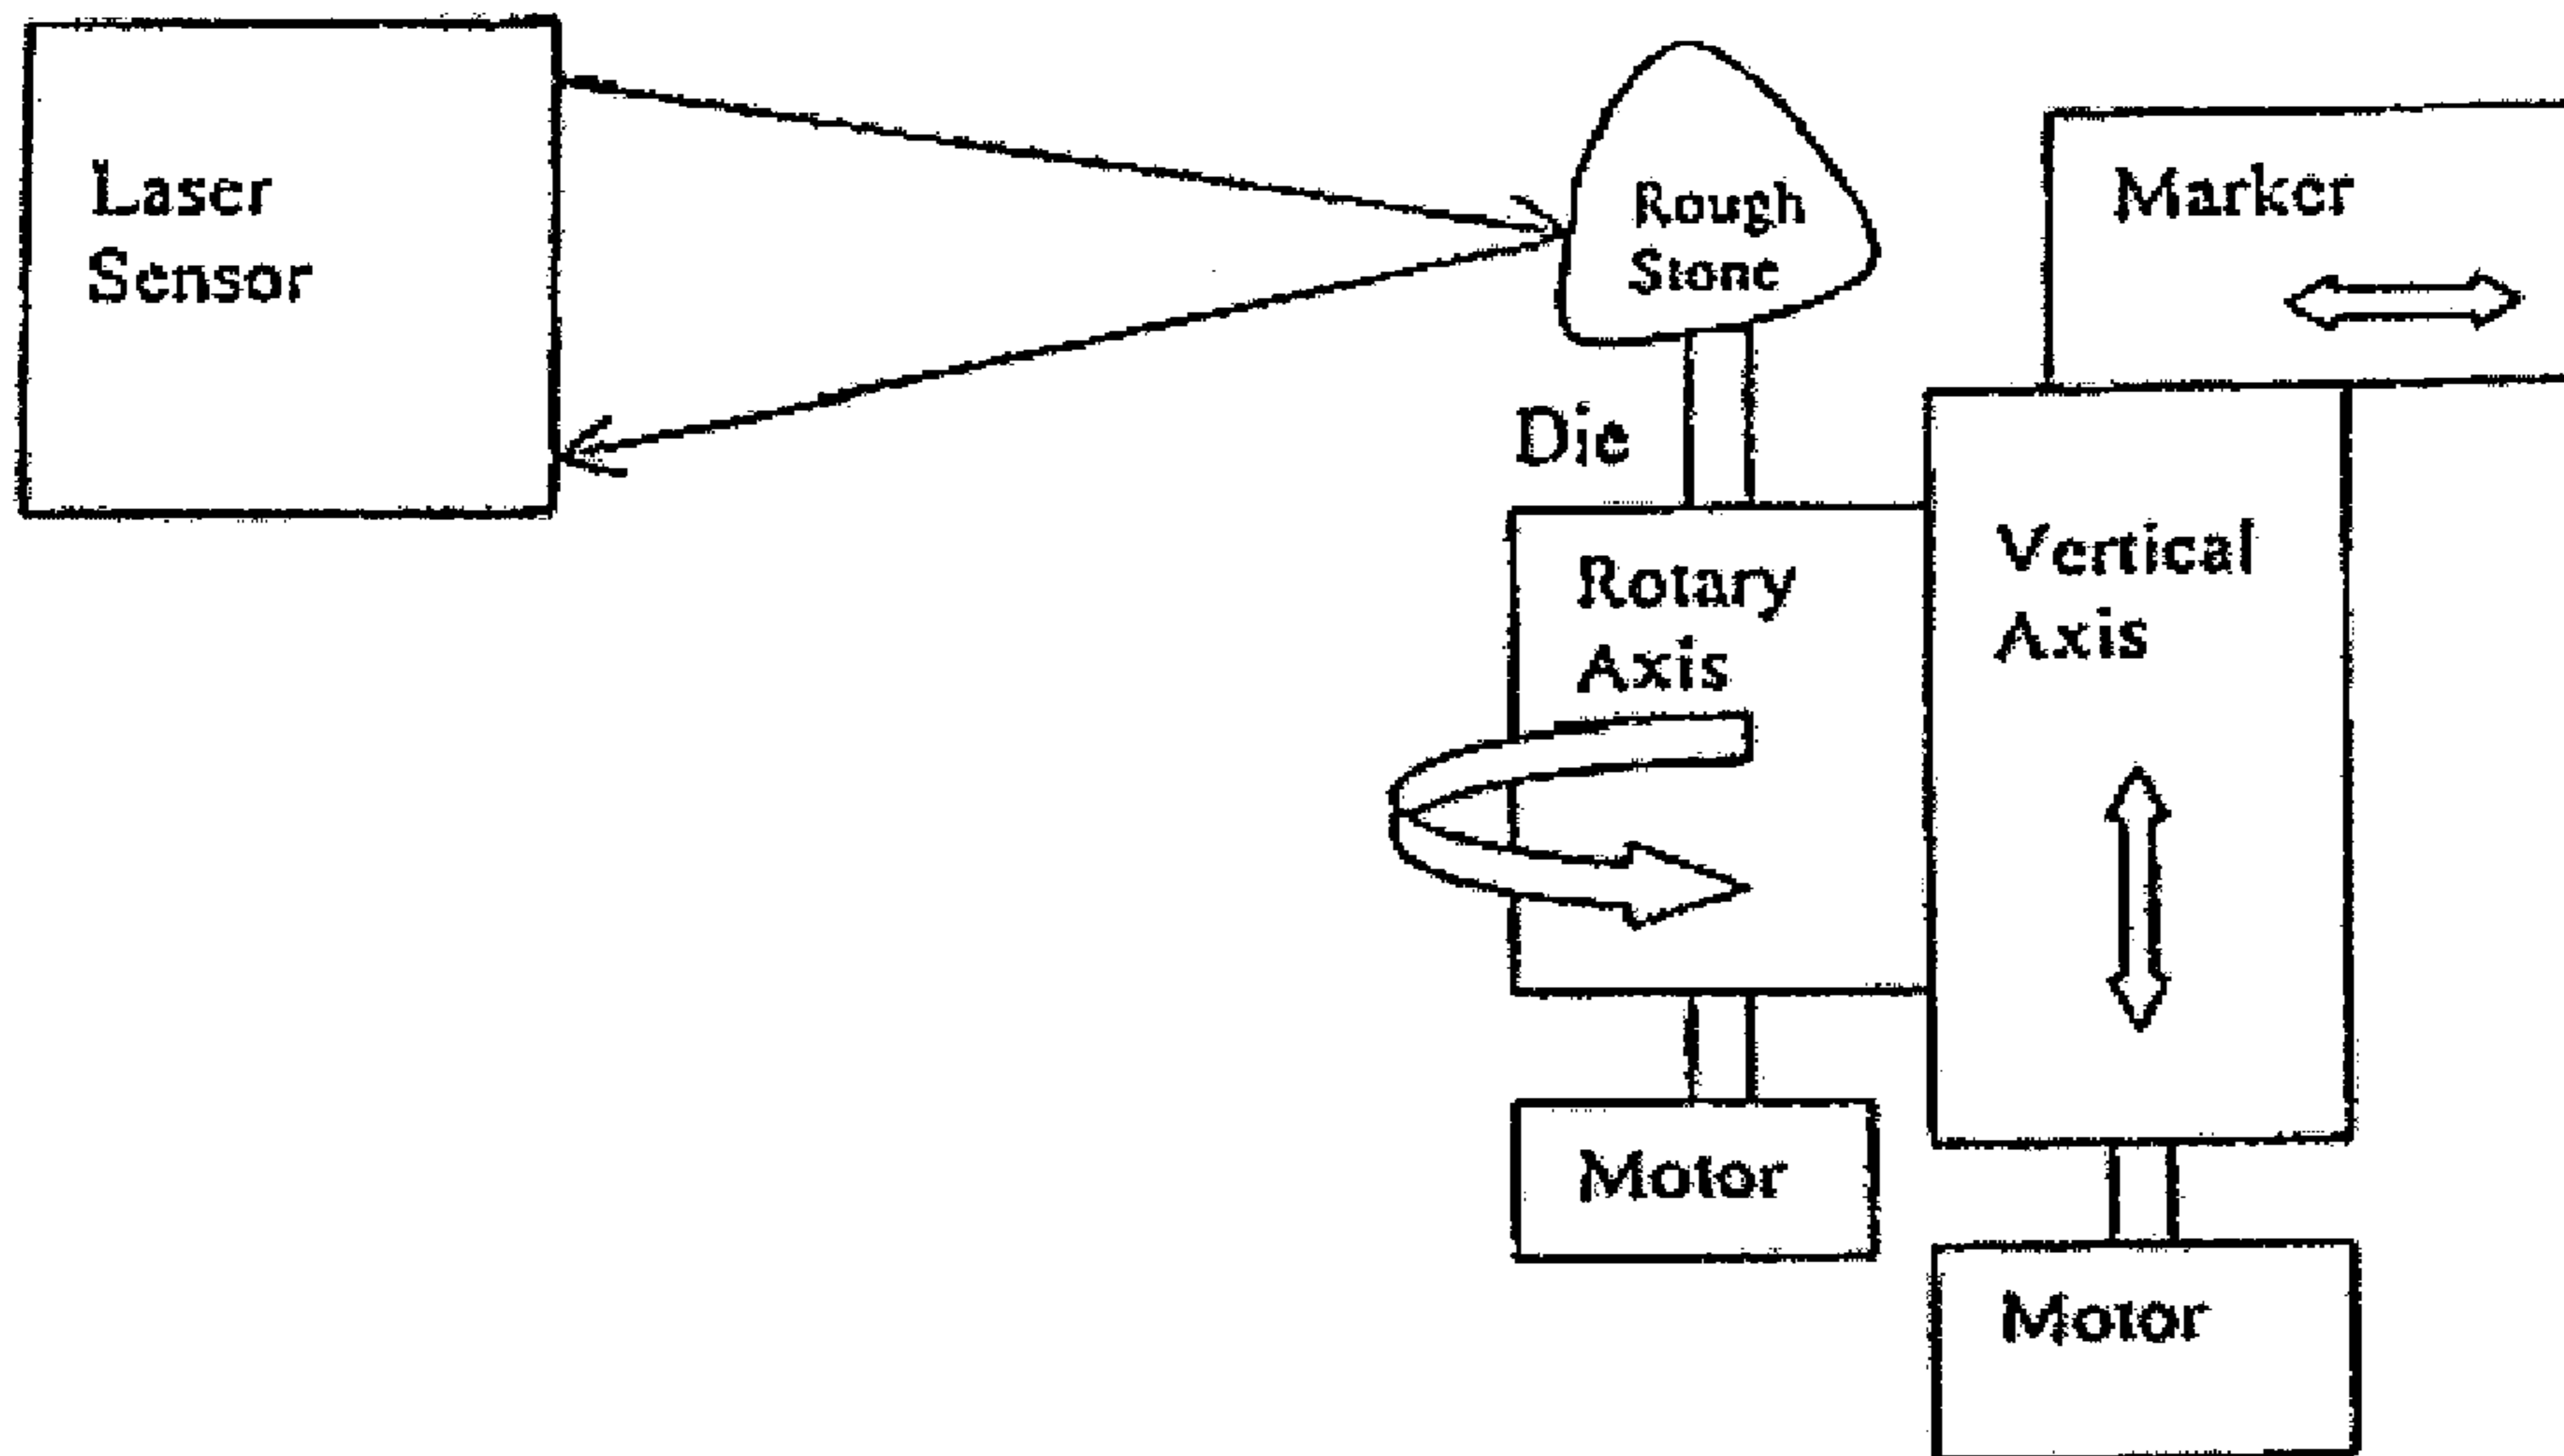 Laser
Sensor
Rough
Stone
Marker
Die
Rotary
Axis
Vertical
Axis
Motor
Motor